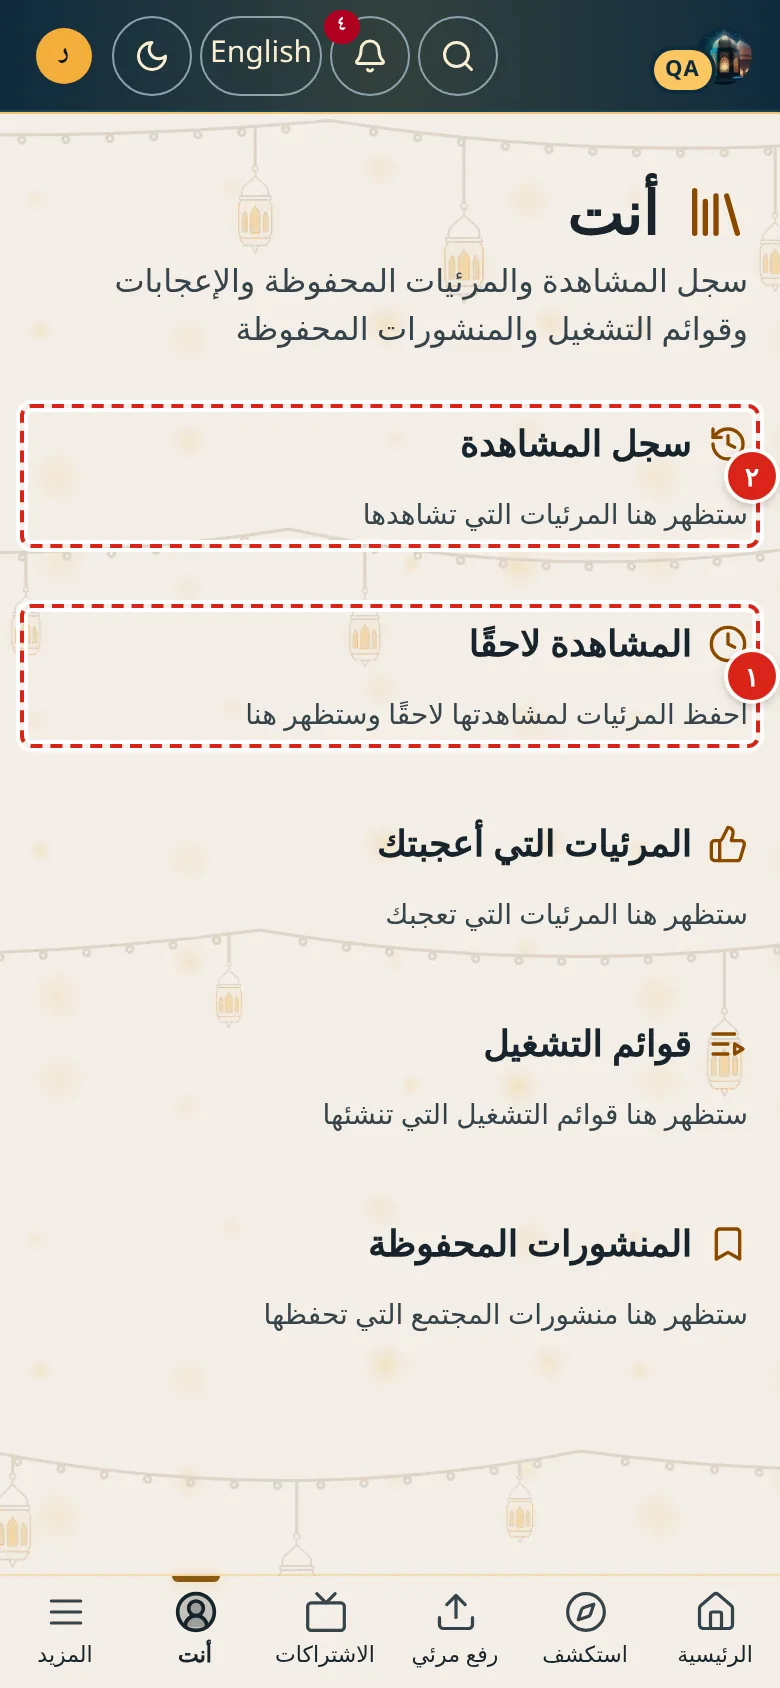 QA
٤
English
ر
أنت
سجل المشاهدة والمرئيات المحفوظة والإعجابات
وقوائم التشغيل والمنشورات المحفوظة
سجل المشاهدة
٢
ستظهر هنا المرئيات التي تشاهدها
المشاهدة لاحقًا
١
احفظ المرئيات لمشاهدتها لاحقًا وستظهر هنا
المرئيات التي أعجبتك
ستظهر هنا المرئيات التي تعجبك
قوائم التشغيل
ستظهر هنا قوائم التشغيل التي تنشئها
المنشورات المحفوظة
ستظهر هنا منشورات المجتمع التي تحفظها
الرئيسية
استكشف
رفع مرئي
الاشتراكات
أنت
المزيد